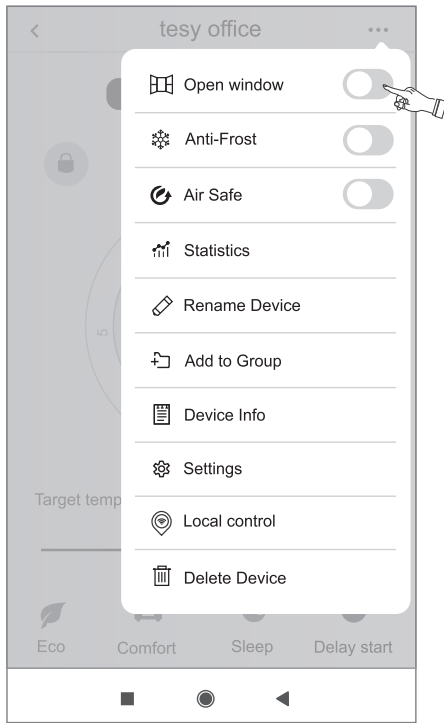 tesy office
Open window
Anti-Frost
Air Safe
Statistics
Rename Device
Add to Group
Device Info
Settings
Local control
Delete Device
5
Target temp
Eco Comfort Sleep Delay start